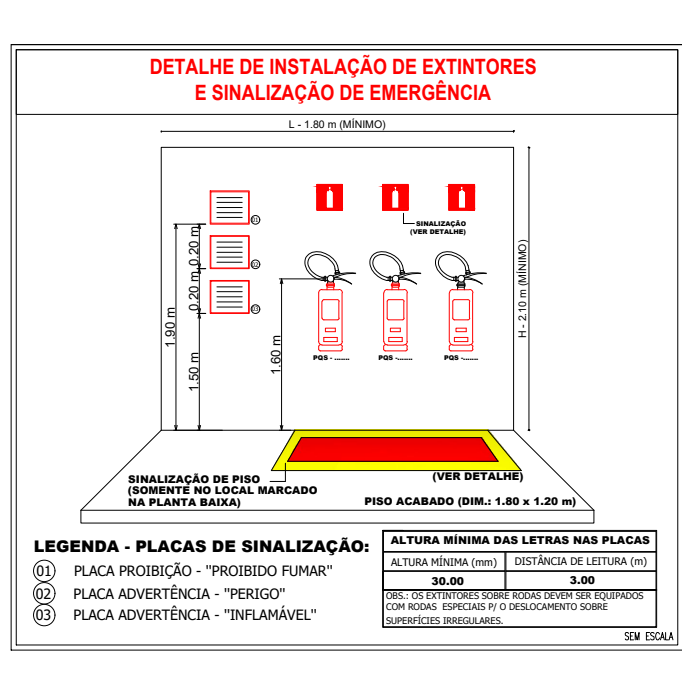 DETALHE DE INSTALAÇÃO DE EXTINTORES
E SINALIZAÇÃO DE EMERGÊNCIA
L - 1.80 m (MÍNIMO)
01
SINALIZAÇÃO
(VER DETALHE)
02
03
0.20 m
0.20 m
1.90 m
1.50 m
1.60 m
H - 2.10 m (MÍNIMO)
PQS - .......
PQS -.......
PQS -.......
SINALIZAÇÃO DE PISO
(SOMENTE NO LOCAL MARCADO
NA PLANTA BAIXA)
(VER DETALHE)
PISO ACABADO (DIM.: 1.80 x 1.20 m)
LEGENDA - PLACAS DE SINALIZAÇÃO:
01 PLACA PROIBIÇÃO - "PROIBIDO FUMAR"
02 PLACA ADVERTÊNCIA - "PERIGO"
03 PLACA ADVERTÊNCIA - "INFLAMÁVEL"
ALTURA MÍNIMA DAS LETRAS NAS PLACAS
ALTURA MÍNIMA (mm) DISTÂNCIA DE LEITURA (m)
30.00 3.00
OBS.: OS EXTINTORES SOBRE RODAS DEVEM SER EQUIPADOS
COM RODAS ESPECIAIS P/ O DESLOCAMENTO SOBRE
SUPERFÍCIES IRREGULARES.
SEM ESCALA